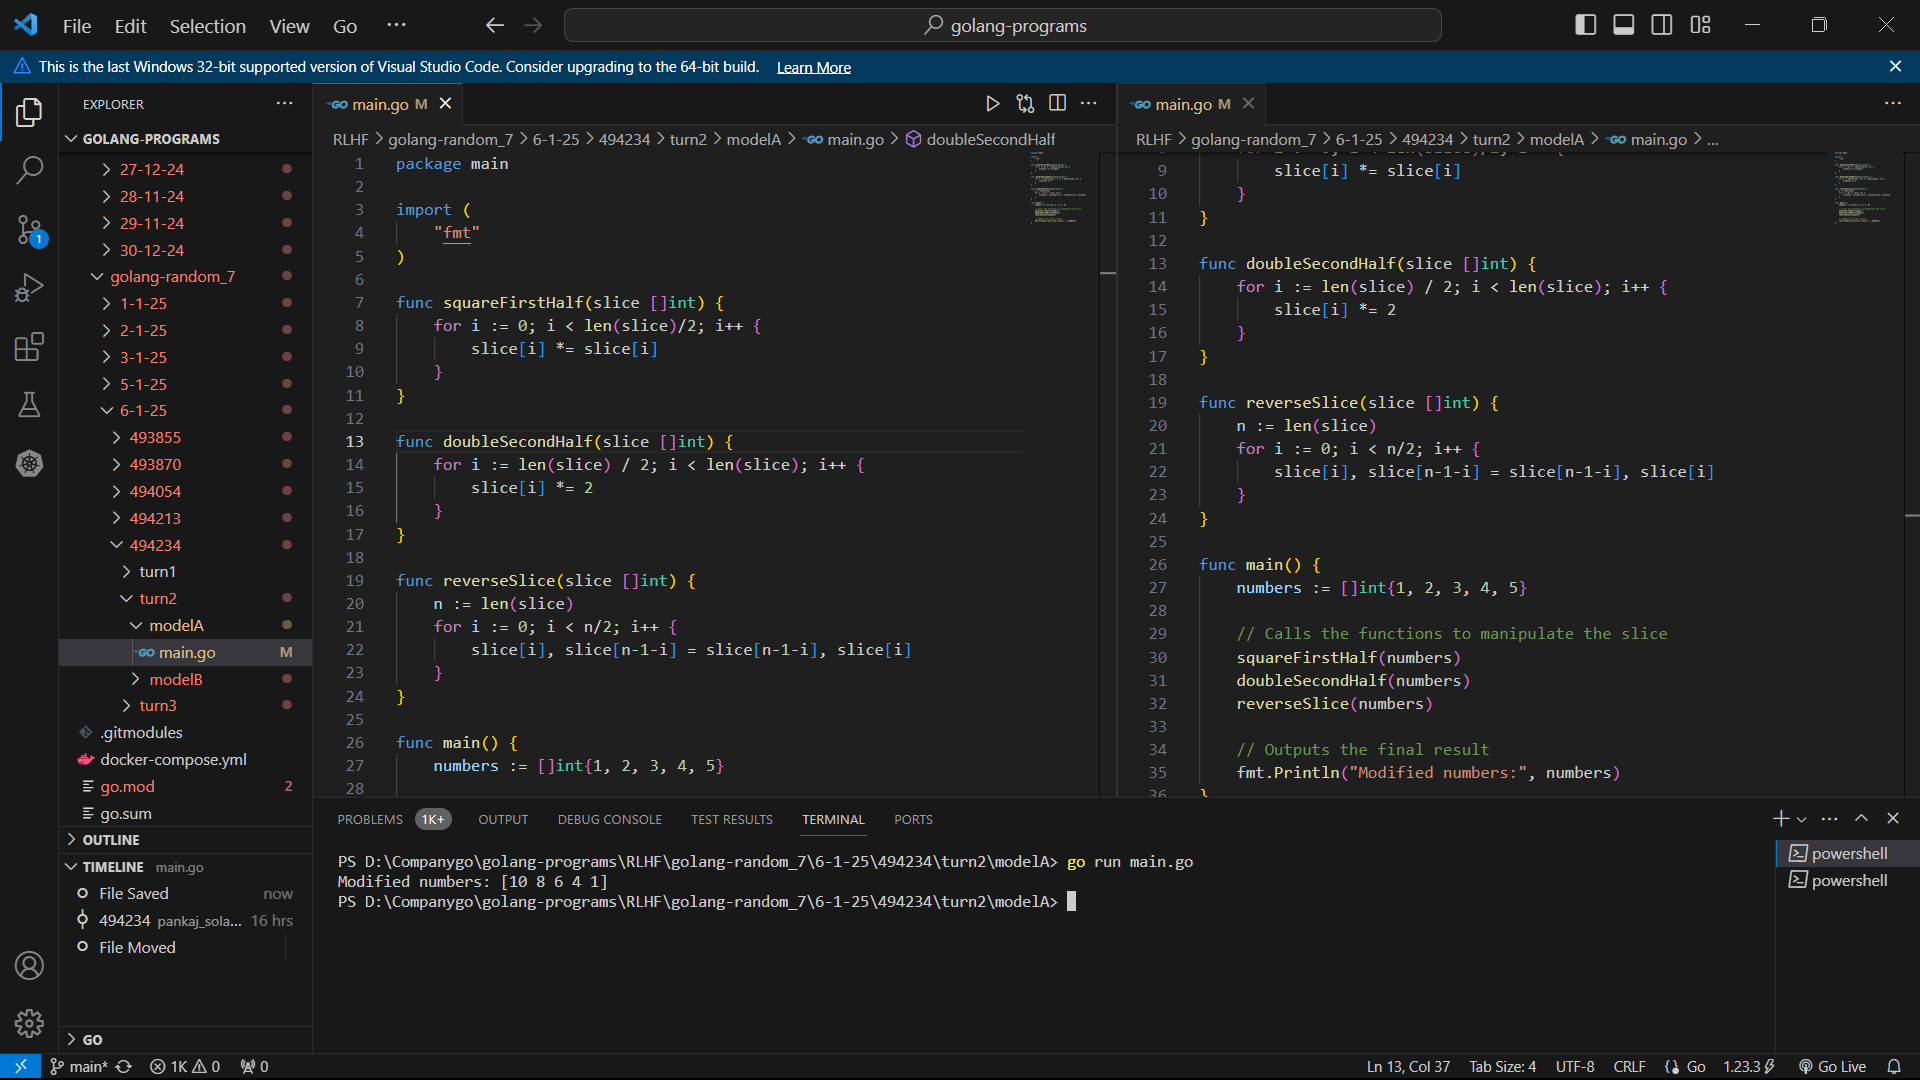 File Edit Selection View Go ··· golang-programs
This is the last Windows 32-bit supported version of Visual Studio Code. Consider upgrading to the 64-bit build. Learn More
EXPLORER
GOLANG-PROGRAMS
27-12-24
28-11-24
29-11-24
30-12-24
golang-random_7
1-1-25
2-1-25
3-1-25
5-1-25
6-1-25
493855
493870
494054
494213
494234
turn1
turn2
modelA
main.go M
modelB
turn3
.gitmodules
docker-compose.yml
go.mod 2
go.sum
OUTLINE
TIMELINE main.go
File Saved now
494234 pankaj_sola... 16 hrs
File Moved
GO
main.go M
RLHF > golang-random_7 > 6-1-25 > 494234 > turn2 > modelA > main.go > doubleSecondHalf
1 package main
2
3 import (
4 "fmt"
5 )
6
7 func squareFirstHalf(slice []int) {
8 for i := 0; i < len(slice)/2; i++ {
9 slice[i] *= slice[i]
10 }
11 }
12
13 func doubleSecondHalf(slice []int) {
14 for i := len(slice) / 2; i < len(slice); i++ {
15 slice[i] *= 2
16 }
17 }
18
19 func reverseSlice(slice []int) {
20 n := len(slice)
21 for i := 0; i < n/2; i++ {
22 slice[i], slice[n-1-i] = slice[n-1-i], slice[i]
23 }
24 }
25
26 func main() {
27 numbers := []int{1, 2, 3, 4, 5}
28
main.go M
RLHF > golang-random_7 > 6-1-25 > 494234 > turn2 > modelA > main.go > ...
9 slice[i] *= slice[i]
10 }
11 }
12
13 func doubleSecondHalf(slice []int) {
14 for i := len(slice) / 2; i < len(slice); i++ {
15 slice[i] *= 2
16 }
17 }
18
19 func reverseSlice(slice []int) {
20 n := len(slice)
21 for i := 0; i < n/2; i++ {
22 slice[i], slice[n-1-i] = slice[n-1-i], slice[i]
23 }
24 }
25
26 func main() {
27 numbers := []int{1, 2, 3, 4, 5}
28
29 // Calls the functions to manipulate the slice
30 squareFirstHalf(numbers)
31 doubleSecondHalf(numbers)
32 reverseSlice(numbers)
33
34 // Outputs the final result
35 fmt.Println("Modified numbers:", numbers)
36 }
PROBLEMS 1K+ OUTPUT DEBUG CONSOLE TEST RESULTS TERMINAL PORTS
PS D:\Companygo\golang-programs\RLHF\golang-random_7\6-1-25\494234\turn2\modelA> go run main.go
Modified numbers: [10 8 6 4 1]
PS D:\Companygo\golang-programs\RLHF\golang-random_7\6-1-25\494234\turn2\modelA>
powershell
powershell
main* 1K 0 0 Ln 13, Col 37 Tab Size: 4 UTF-8 CRLF Go 1.23.3 Go Live